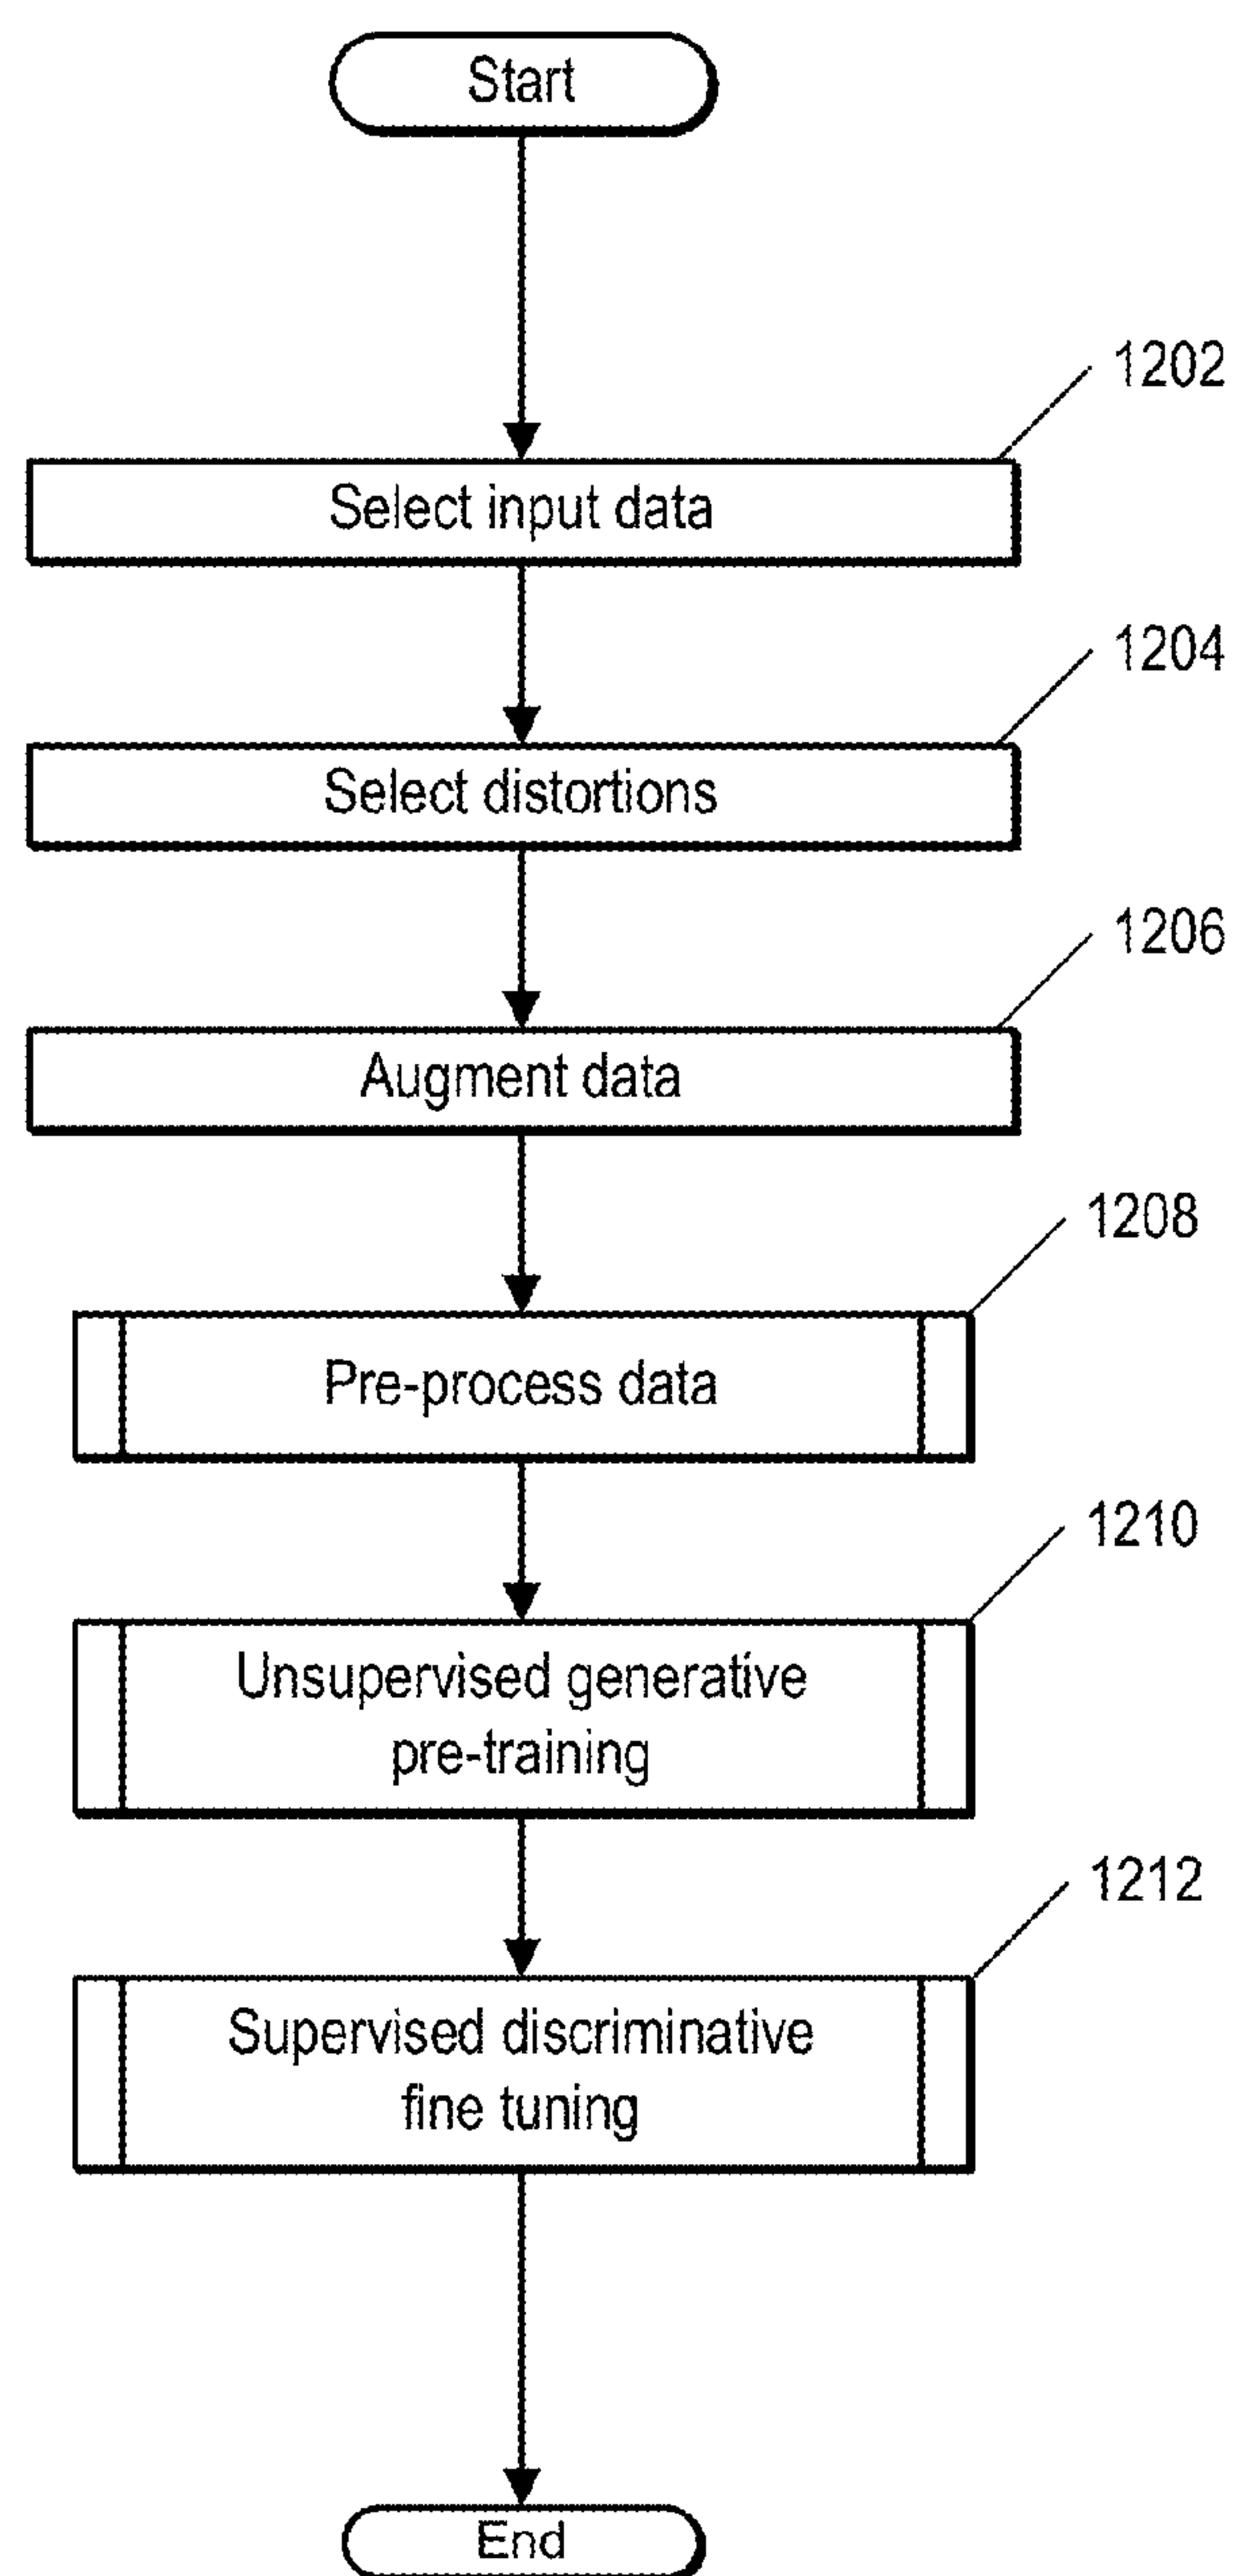 Start
1202
Select input data
1204
Select distortions
1206
Augment data
1208
Pre-process data
1210
Unsupervised generative
pre-training
1212
Supervised discriminative
fine tuning
End